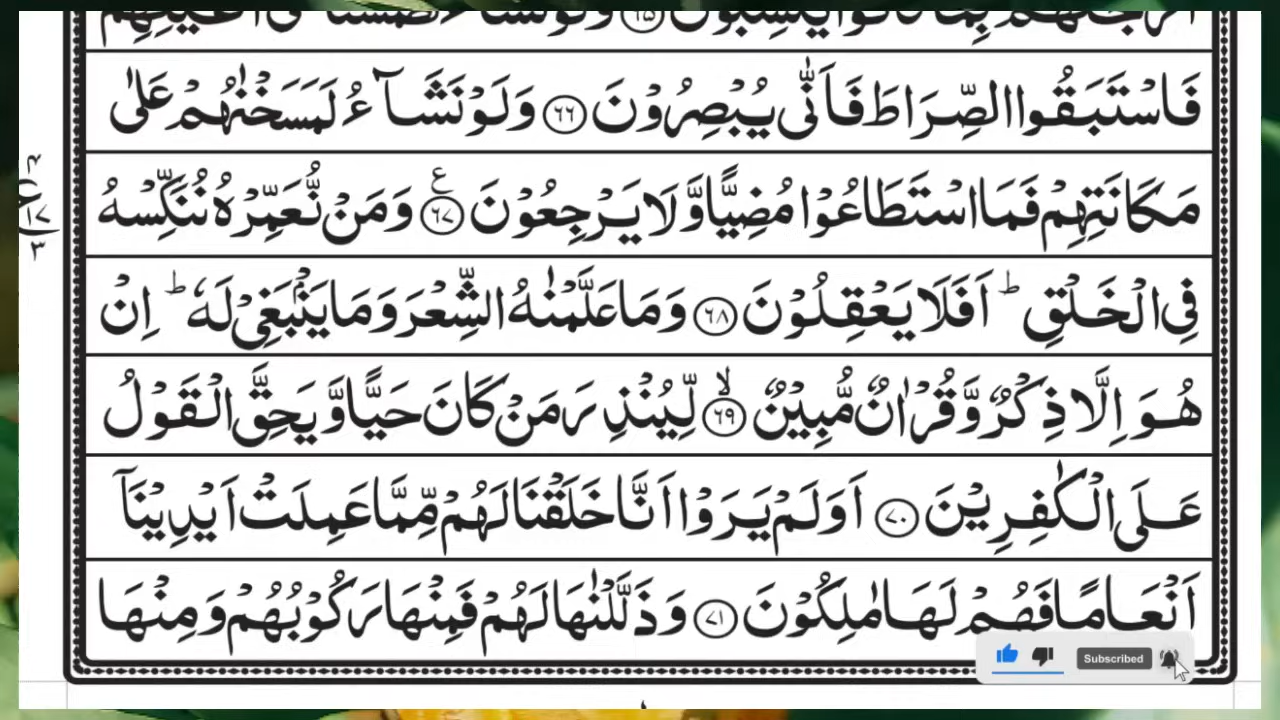 فَاسْتَبَقُوا الصِّرَاطَ فَاَنّٰى يُبْصِرُوْنَ ﴿٦٦﴾ وَلَوْ نَشَآءُ لَمَسَخْنٰهُمْ عَلٰى
مَكَانَتِهِمْ فَمَا اسْتَطَاعُوْا مُضِيًّا وَّلَا يَرْجِعُوْنَ ﴿٦٧﴾ ع وَمَنْ نُّعَمِّرْهُ نُنَكِّسْهُ
فِى الْخَلْقِ ؕ اَفَلَا يَعْقِلُوْنَ ﴿٦٨﴾ وَمَا عَلَّمْنٰهُ الشِّعْرَ وَمَا يَنْۢبَغِىْ لَهٗ ؕ اِنْ
هُوَ اِلَّا ذِكْرٌ وَّقُرْاٰنٌ مُّبِيْنٌ ﴿٦٩﴾ ۙ لِّيُنْذِرَ مَنْ كَانَ حَيًّا وَّيَحِقَّ الْقَوْلُ
عَلَى الْكٰفِرِيْنَ ﴿٧٠﴾ اَوَلَمْ يَرَوْا اَنَّا خَلَقْنَا لَهُمْ مِّمَّا عَمِلَتْ اَيْدِيْنَآ
اَنْعَامًا فَهُمْ لَهَا مٰلِكُوْنَ ﴿٧١﴾ وَذَلَّلْنٰهَا لَهُمْ فَمِنْهَا رَكُوْبُهُمْ وَمِنْهَا
Subscribed